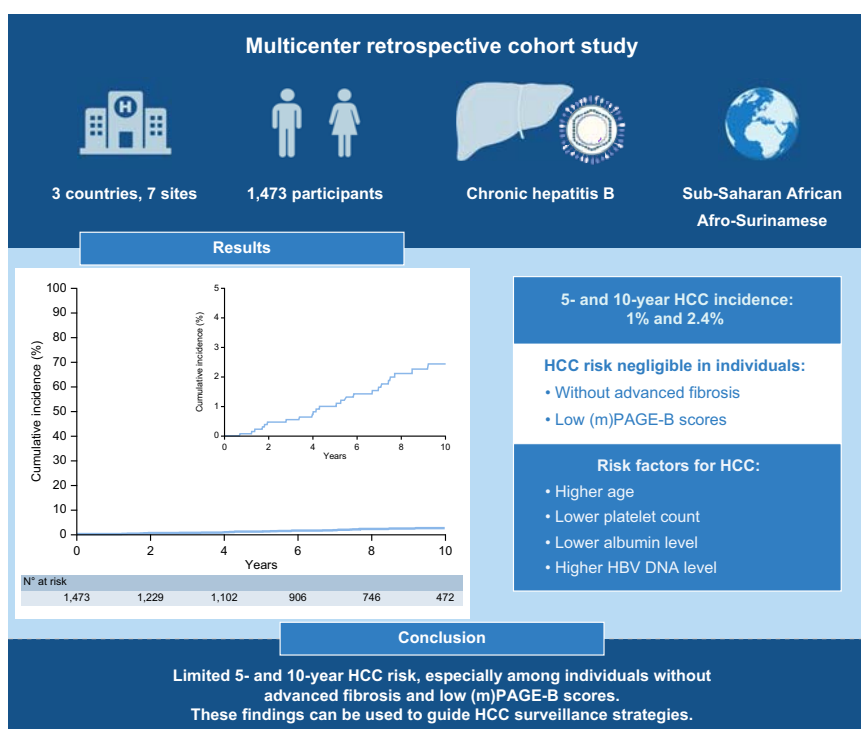 Multicenter retrospective cohort study
H
3 countries, 7 sites
1,473 participants
Chronic hepatitis B
Sub-Saharan African
Afro-Surinamese
Results
100
90
80
70
60
50
40
30
20
10
0
Cumulative incidence (%)
0 2 4 6 8 10
Years
5
4
3
2
1
0
Cumulative incidence (%)
0 2 4 6 8 10
Years
N° at risk
1,473 1,229 1,102 906 746 472
5- and 10-year HCC incidence:
1% and 2.4%
HCC risk negligible in individuals:
• Without advanced fibrosis
• Low (m)PAGE-B scores
Risk factors for HCC:
• Higher age
• Lower platelet count
• Lower albumin level
• Higher HBV DNA level
Conclusion
Limited 5- and 10-year HCC risk, especially among individuals without
advanced fibrosis and low (m)PAGE-B scores.
These findings can be used to guide HCC surveillance strategies.